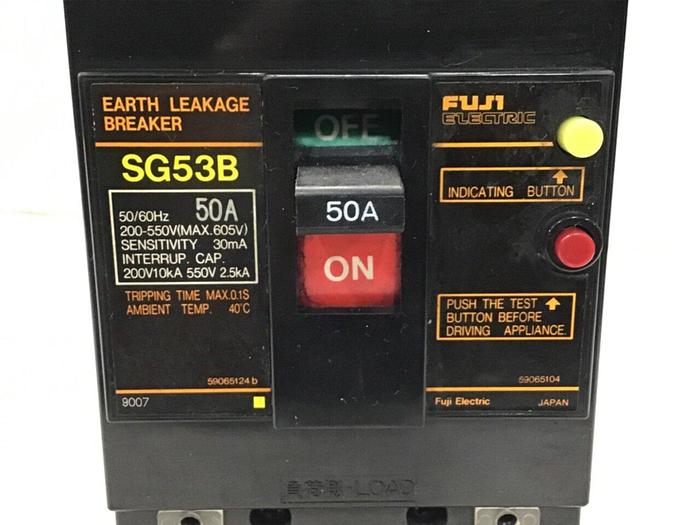 EARTH LEAKAGE
BREAKER
SG53B
50/60Hz 50A
200-550V(MAX.605V)
SENSITIVITY 30mA
INTERRUP. CAP.
200V10kA 550V 2.5kA
TRIPPING TIME MAX.0.1S
AMBIENT TEMP. 40°C
59065124 b
9007
OFF
50A
ON
FUJI
ELECTRIC
INDICATING BUTTON
PUSH THE TEST
BUTTON BEFORE
DRIVING APPLIANCE.
59065104
Fuji Electric JAPAN
負荷側-LOAD